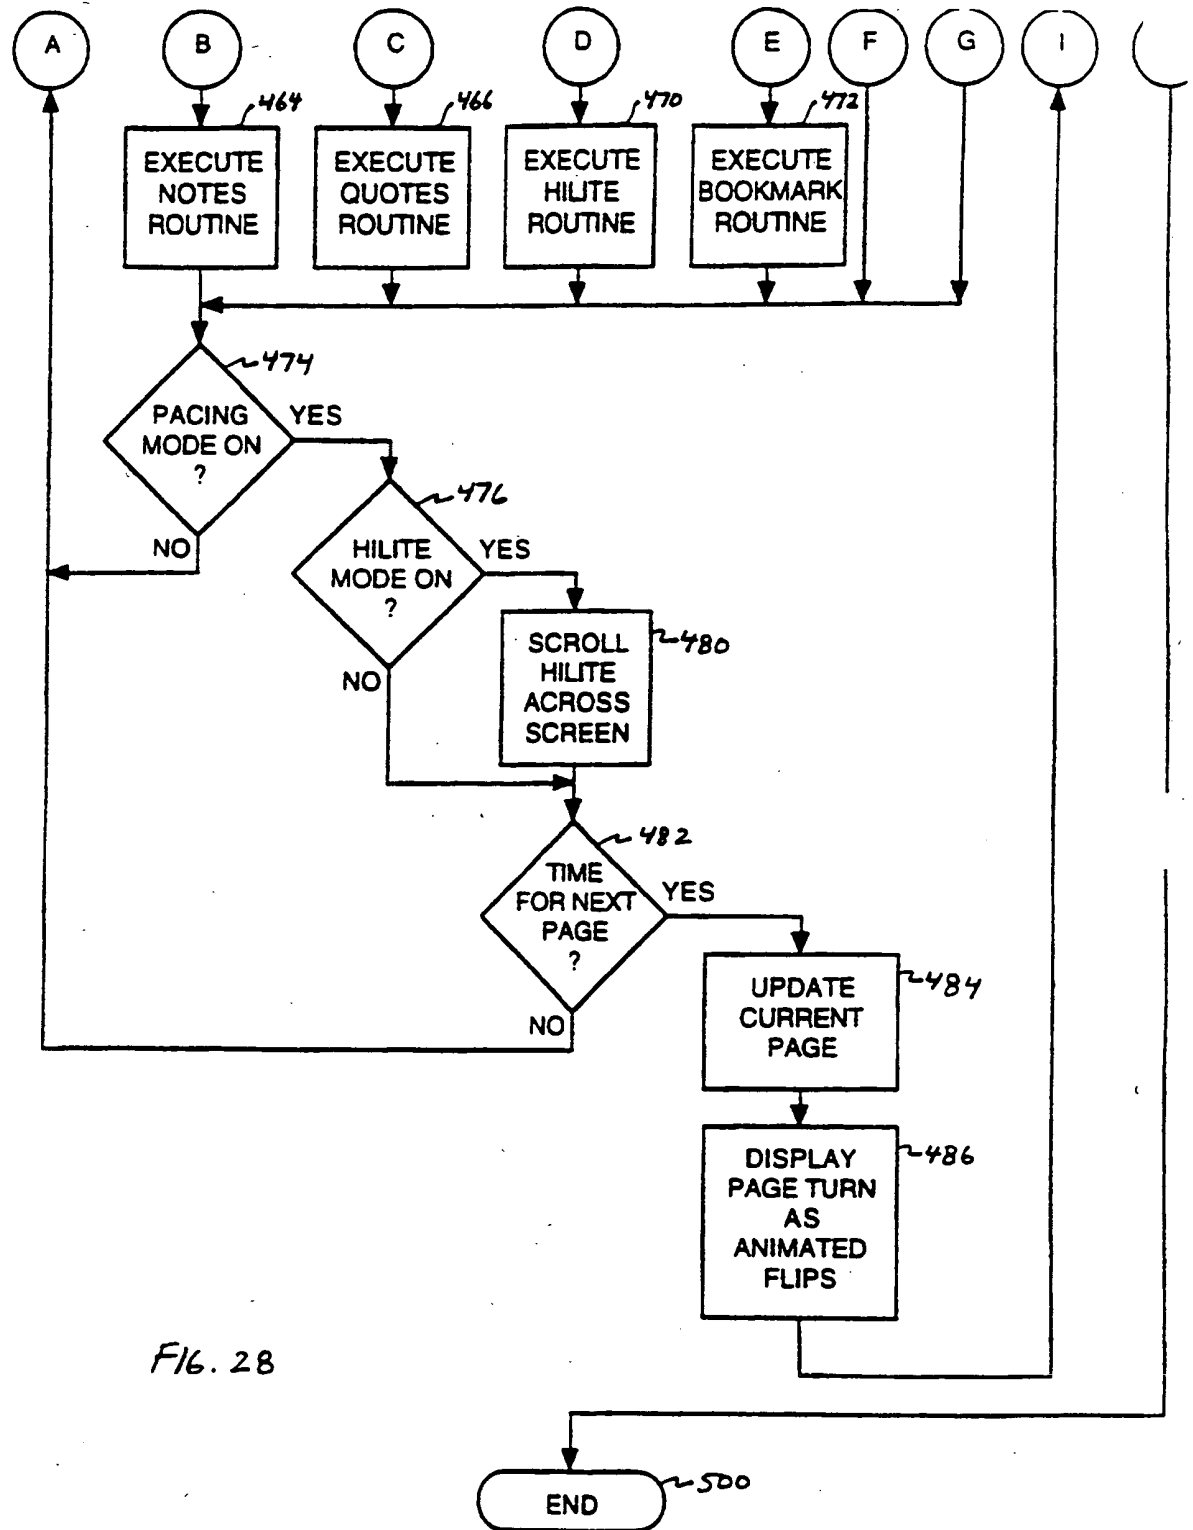 A B C D E F G I
464 466 470 472
EXECUTE
NOTES
ROUTINE
EXECUTE
QUOTES
ROUTINE
EXECUTE
HILITE
ROUTINE
EXECUTE
BOOKMARK
ROUTINE
474
PACING
MODE ON
?
YES
NO
476
HILITE
MODE ON
?
YES
NO
480
SCROLL
HILITE
ACROSS
SCREEN
482
TIME
FOR NEXT
PAGE
?
YES
NO
484
UPDATE
CURRENT
PAGE
486
DISPLAY
PAGE TURN
AS
ANIMATED
FLIPS
FIG. 28
500
END